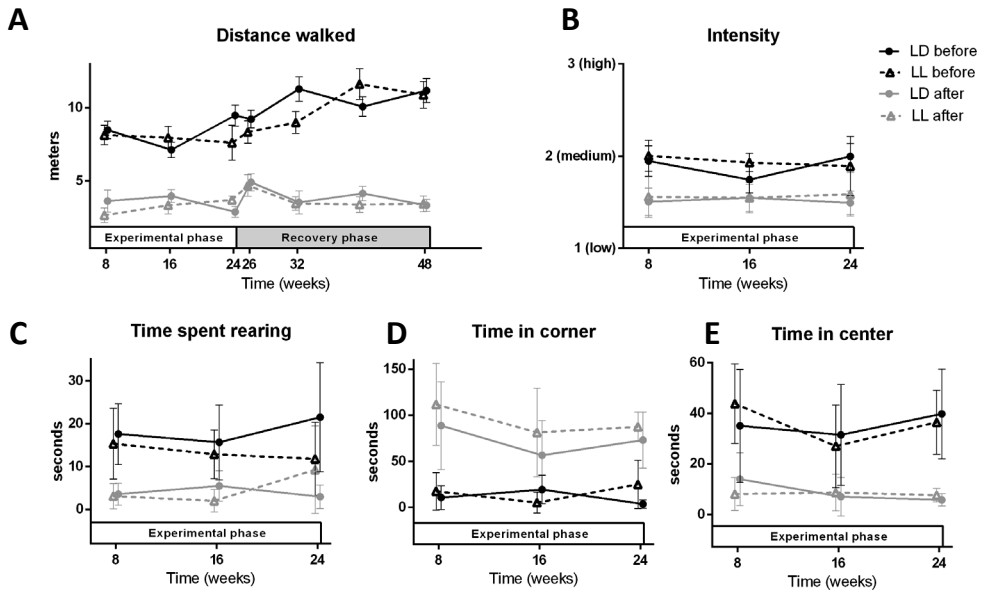 A
Distance walked
10
5
meters
Experimental phase
Recovery phase
8
16
24
26
32
48
Time (weeks)
B
Intensity
3 (high)
2 (medium)
1 (low)
Experimental phase
8
16
24
Time (weeks)
LD before
LL before
LD after
LL after
C
Time spent rearing
30
20
10
0
seconds
Experimental phase
8
16
24
Time (weeks)
D
Time in corner
150
100
50
0
seconds
Experimental phase
8
16
24
Time (weeks)
E
Time in center
60
40
20
0
seconds
Experimental phase
8
16
24
Time (weeks)